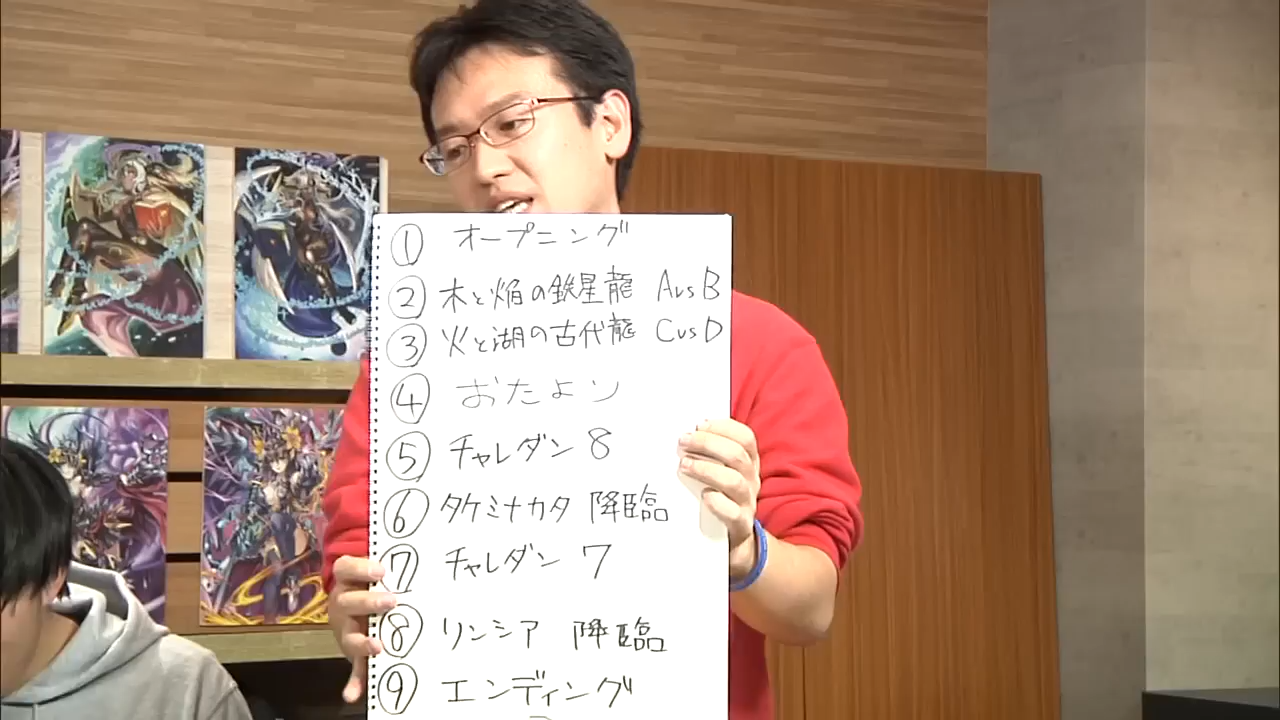 ① オープニング
② 木と焔の鉄星龍 AvsB
③ 火と湖の古代龍 CvsD
④ おたより
⑤ チャレダン 8
⑥ タケミナカタ 降臨
⑦ チャレダン 7
⑧ リンシア 降臨
⑨ エンディング